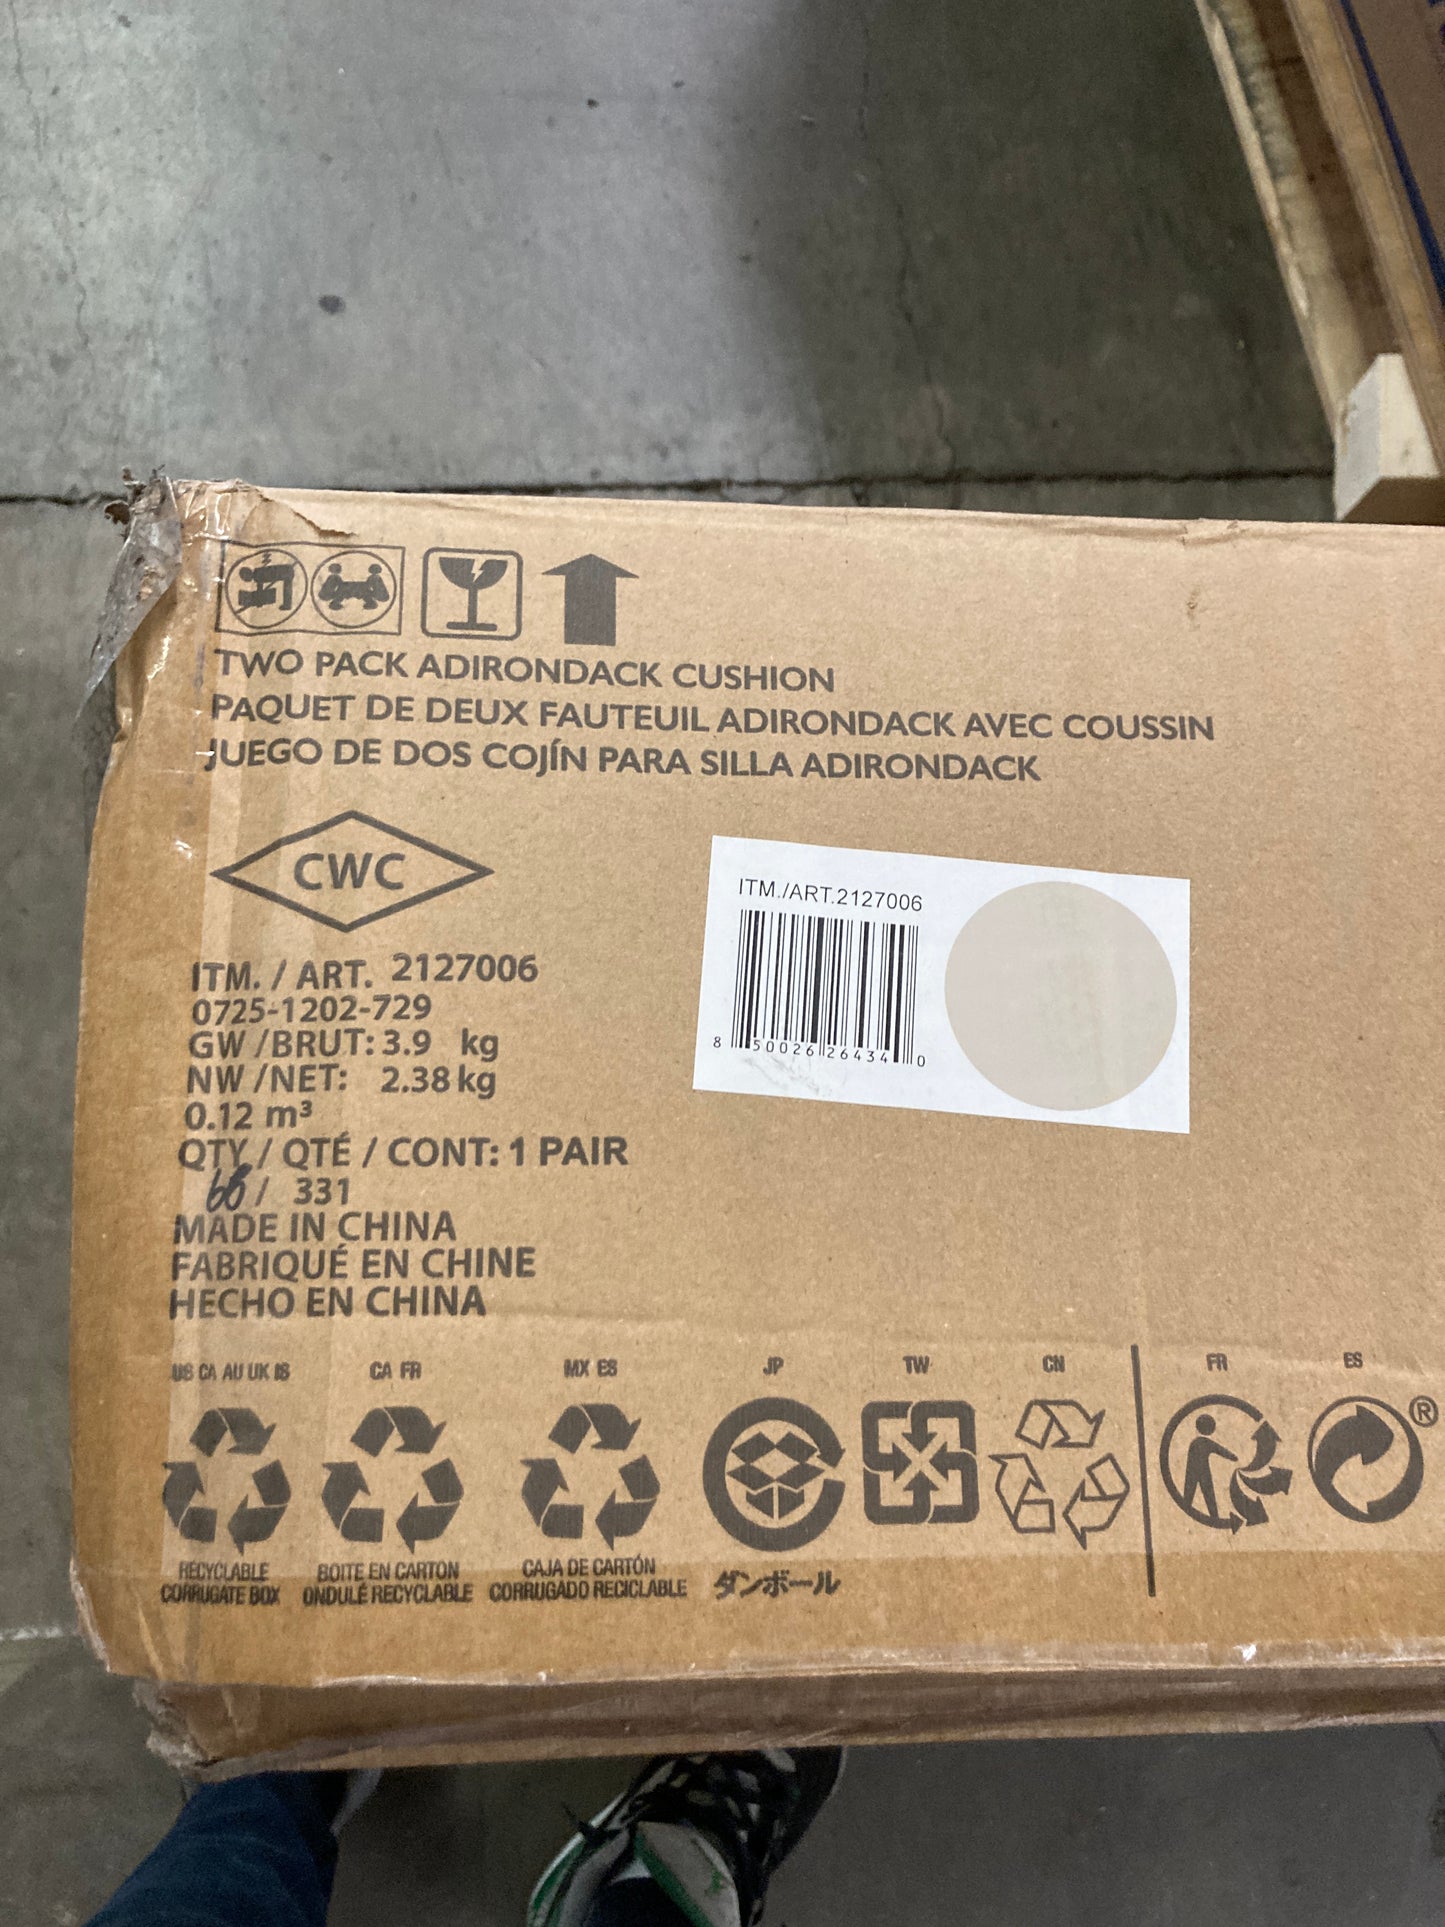 TWO PACK ADIRONDACK CUSHION
PAQUET DE DEUX FAUTEUIL ADIRONDACK AVEC COUSSIN
JUEGO DE DOS COJÍN PARA SILLA ADIRONDACK
CWC
ITM. / ART. 2127006
0725-1202-729
GW /BRUT: 3.9 kg
NW /NET: 2.38 kg
0.12 m³
QTY / QTÉ / CONT: 1 PAIR
68 / 331
MADE IN CHINA
FABRIQUÉ EN CHINE
HECHO EN CHINA
ITM./ART.2127006
8 50026 26434 0
US CA AU UK IS
CA FR
MX ES
JP
TW
CN
FR
ES
®
RECYCLABLE
CORRUGATE BOX
BOITE EN CARTON
ONDULÉ RECYCLABLE
CAJA DE CARTÓN
CORRUGADO RECICLABLE
ダンボール